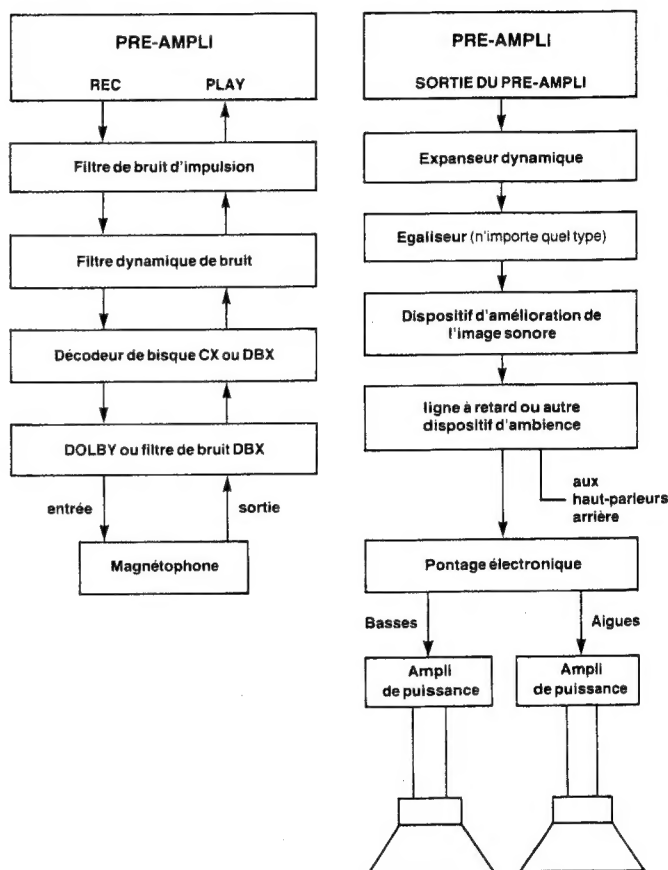 PRE-AMPLI
REC PLAY
Filtre de bruit d'impulsion
Filtre dynamique de bruit
Décodeur de bisque CX ou DBX
DOLBY ou filtre de bruit DBX
entrée sortie
Magnétophone
PRE-AMPLI
SORTIE DU PRE-AMPLI
Expanseur dynamique
Egaliseur (n'importe quel type)
Dispositif d'amélioration de
l'image sonore
ligne à retard ou autre
dispositif d'ambience
aux
haut-parleurs
arrière
Pontage électronique
Basses Aigues
Ampli
de puissance
Ampli
de puissance